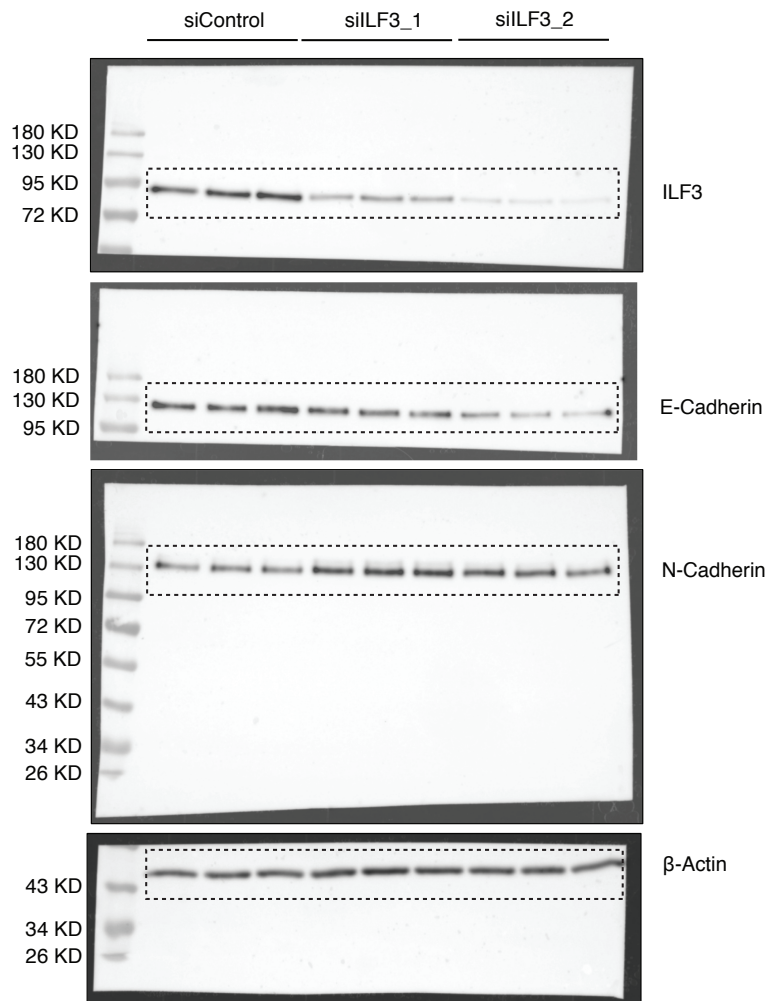 siControl siILF3_1 siILF3_2
180 KD
130 KD
95 KD
72 KD
ILF3
180 KD
130 KD
95 KD
E-Cadherin
180 KD
130 KD
95 KD
72 KD
55 KD
43 KD
34 KD
26 KD
N-Cadherin
43 KD
34 KD
26 KD
β-Actin